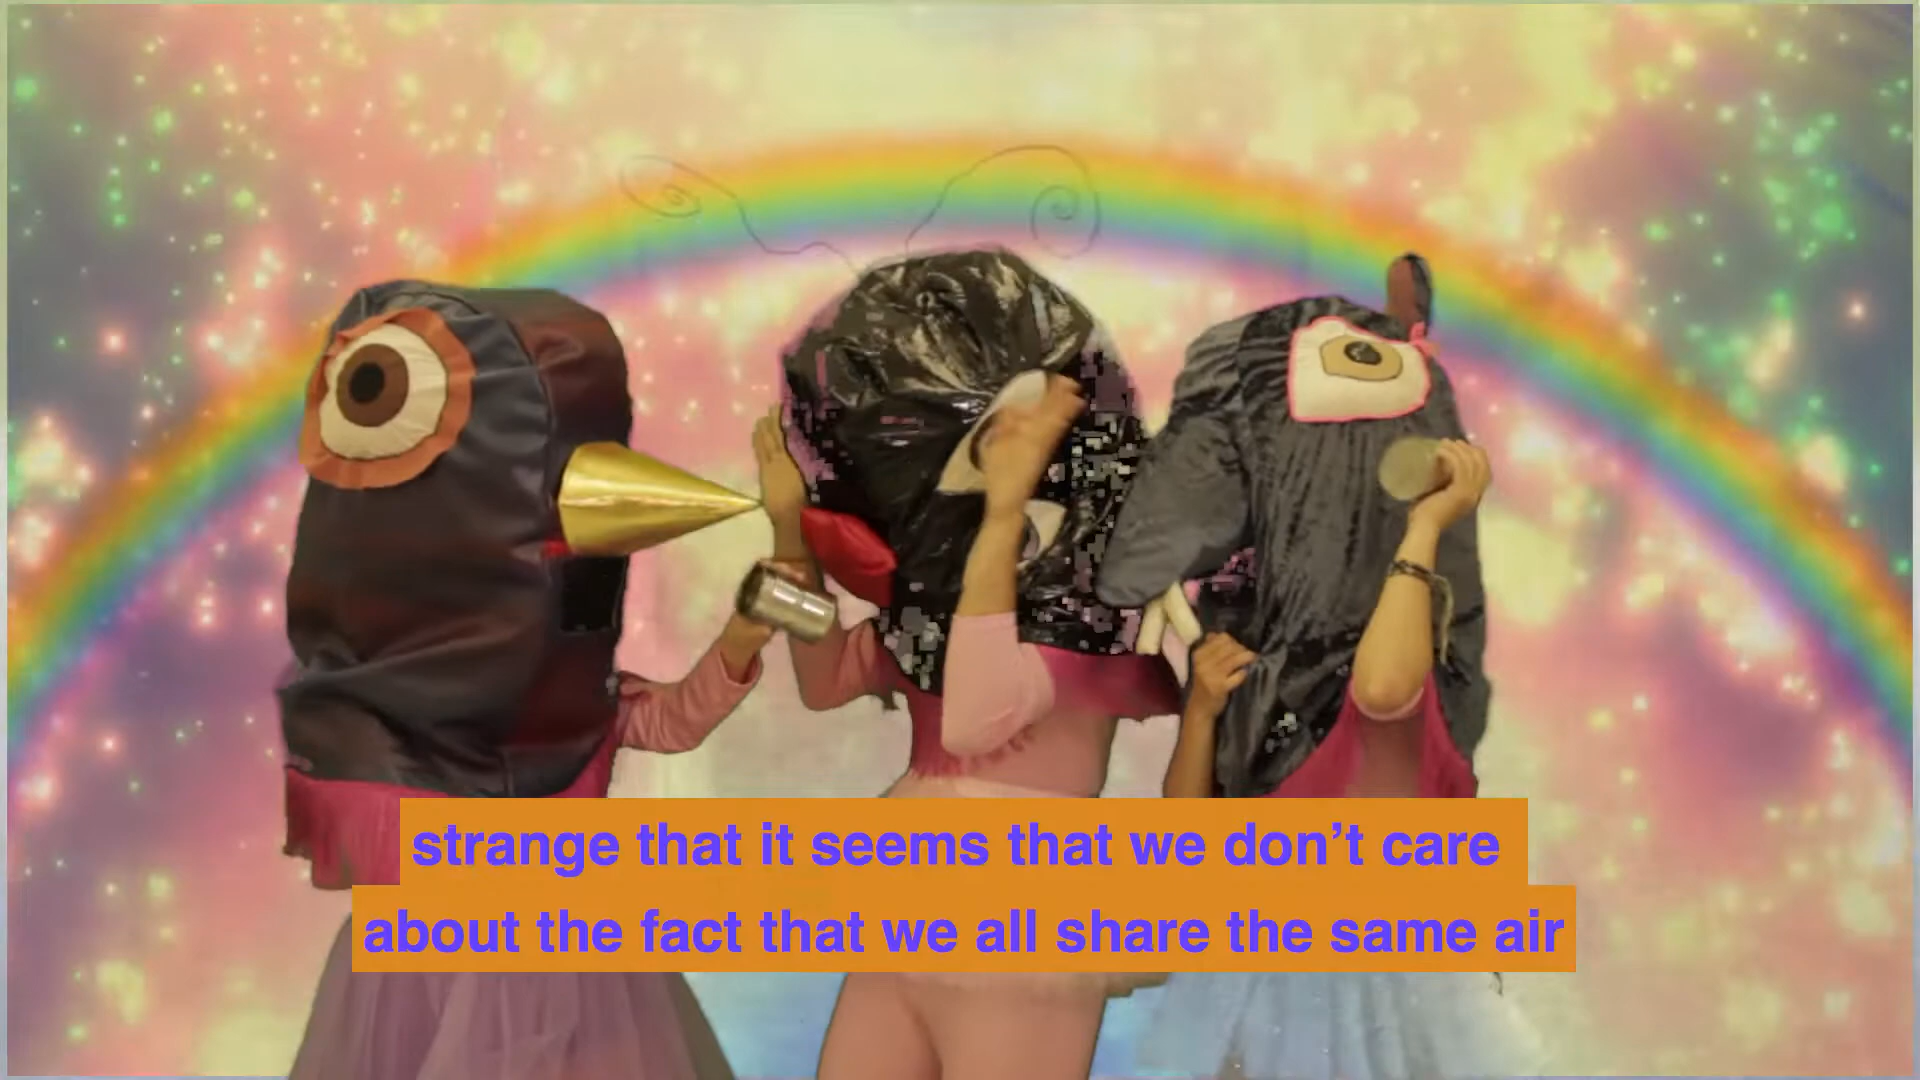 strange that it seems that we don’t care
about the fact that we all share the same air